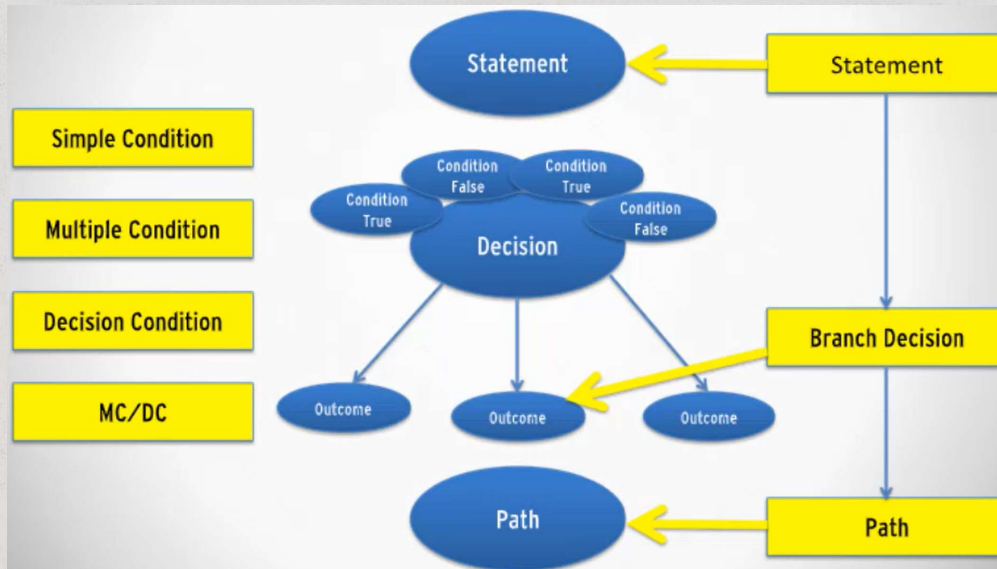 Statement
Statement
Simple Condition
Condition
False
Condition
True
Condition
True
Condition
False
Multiple Condition
Decision
Decision Condition
Branch Decision
MC/DC
Outcome
Outcome
Outcome
Path
Path